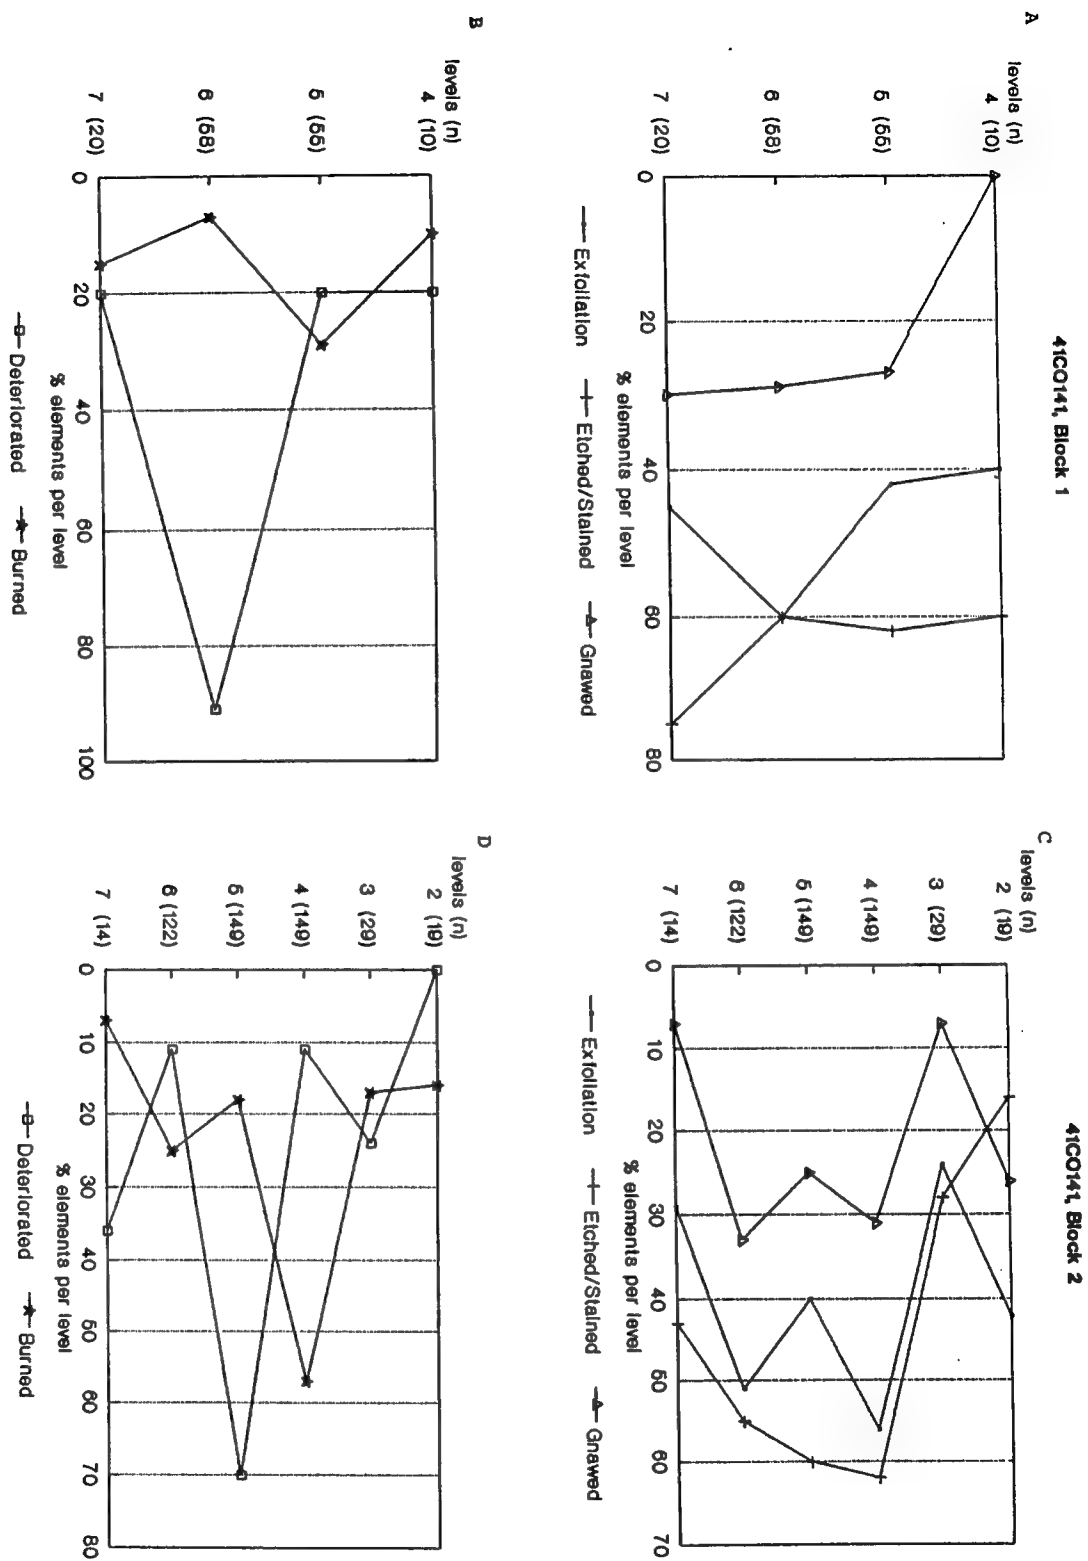 41CO141, Block 1
A
levels (n)
4 (10)
5 (55)
6 (58)
7 (20)
0
20
40
60
80
% elements per level
Exfoliation
Etched/Stained
Gnawed
B
levels (n)
4 (10)
5 (55)
6 (58)
7 (20)
0
20
40
60
80
100
% elements per level
Deteriorated
Burned
41CO141, Block 2
C
levels (n)
2 (19)
3 (29)
4 (149)
5 (149)
6 (122)
7 (14)
0
10
20
30
40
50
60
70
% elements per level
Exfoliation
Etched/Stained
Gnawed
D
levels (n)
2 (19)
3 (29)
4 (149)
5 (149)
6 (122)
7 (14)
0
10
20
30
40
50
60
70
80
% elements per level
Deteriorated
Burned